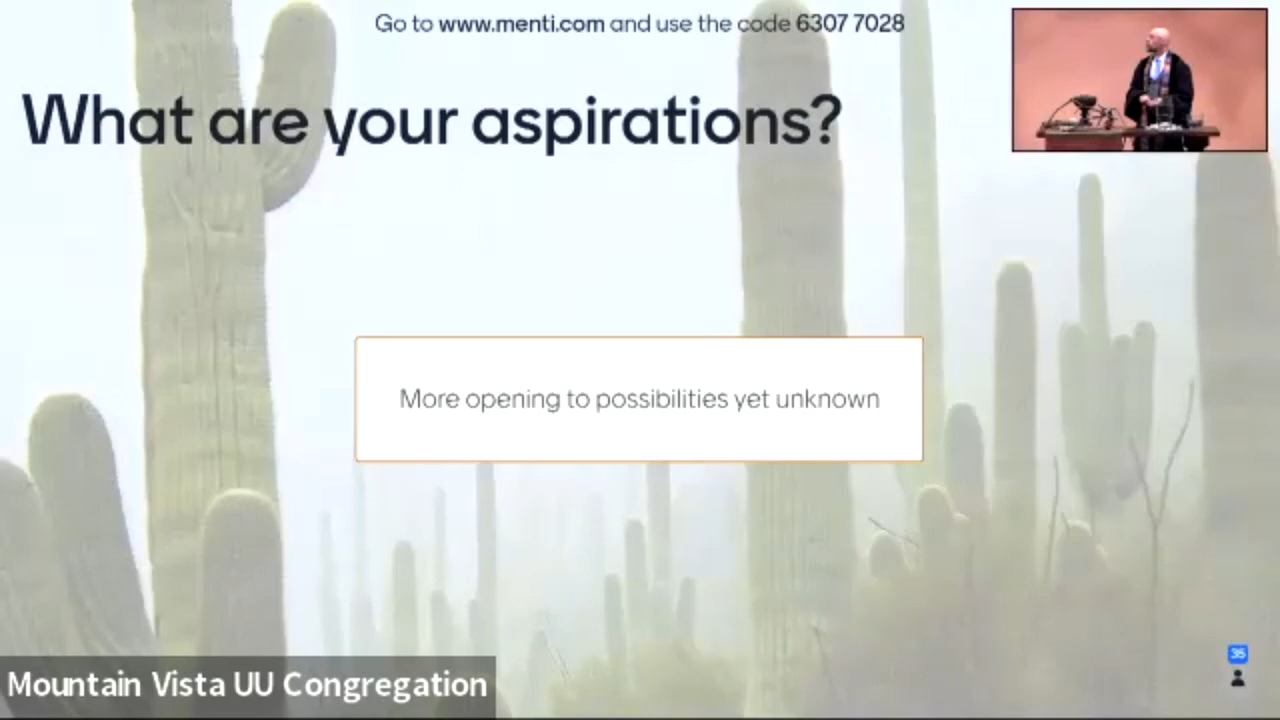 Go to www.menti.com and use the code 6307 7028
What are your aspirations?
More opening to possibilities yet unknown
35
Mountain Vista UU Congregation